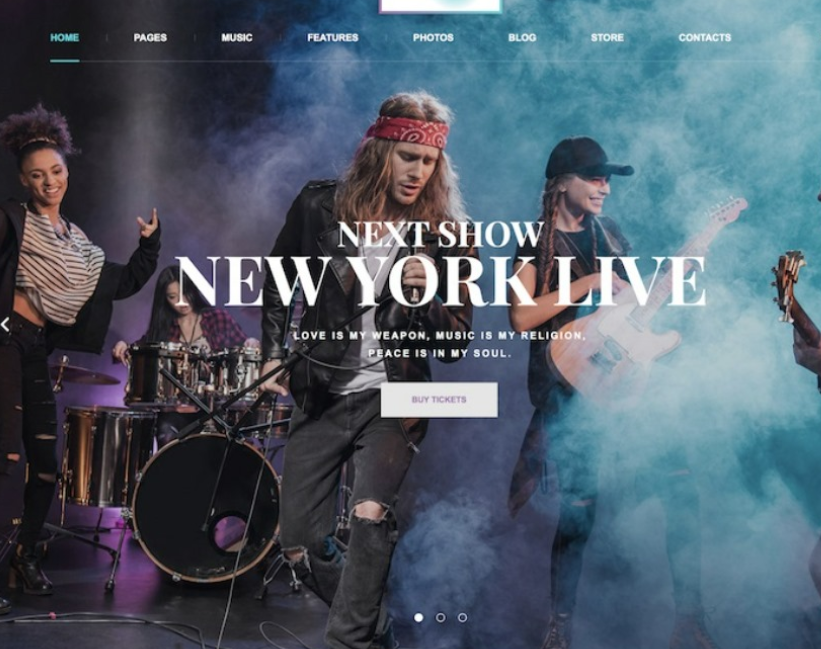 HOME
PAGES
MUSIC
FEATURES
PHOTOS
BLOG
STORE
CONTACTS
NEXT SHOW
NEW YORK LIVE
LOVE IS MY WEAPON, MUSIC IS MY RELIGION,
PEACE IS IN MY SOUL.
BUY TICKETS